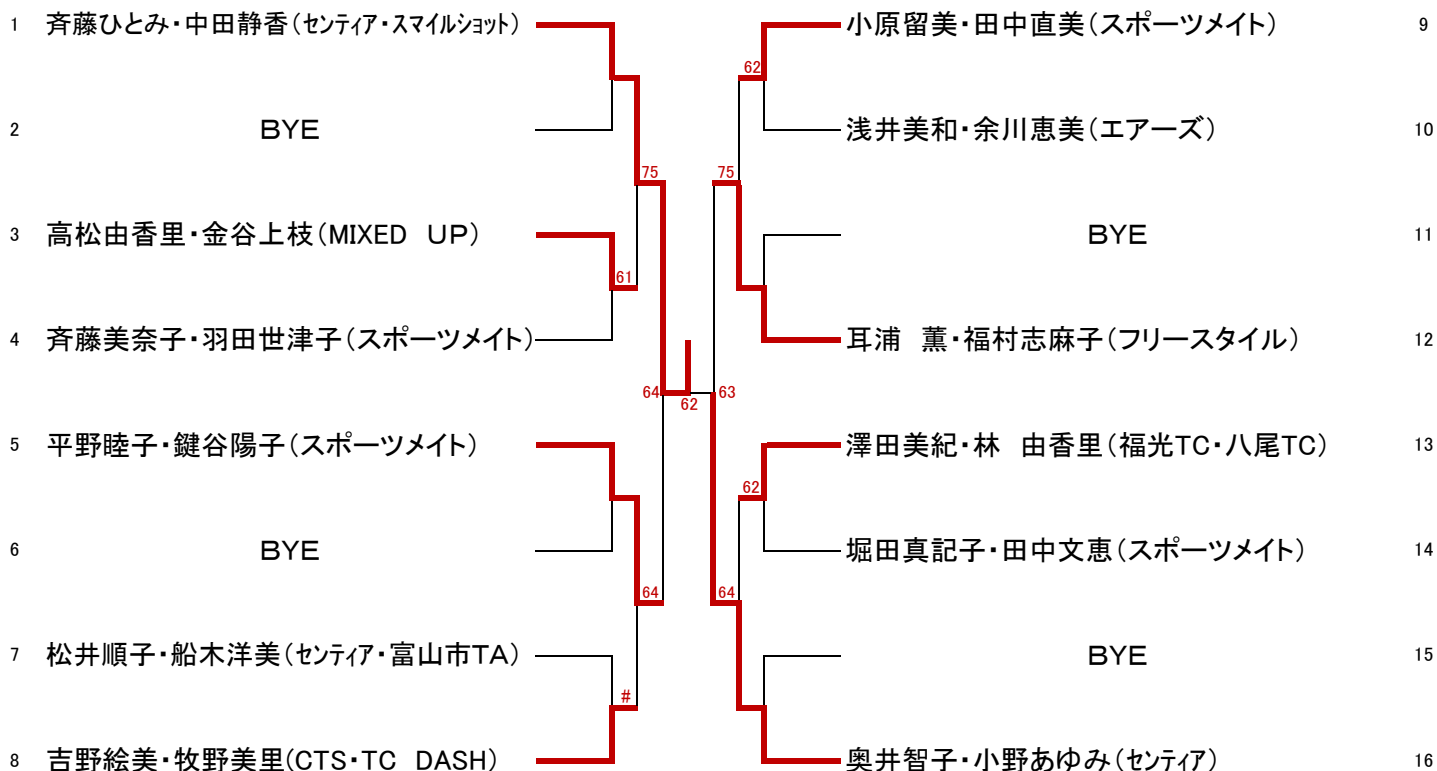 1 斉藤ひとみ・中田静香(センティア・スマイルショット)
2 BYE
75
3 高松由香里・金谷上枝(MIXED UP)
61
4 斉藤美奈子・羽田世津子(スポーツメイト)
64
62
5 平野睦子・鍵谷陽子(スポーツメイト)
6 BYE
64
7 松井順子・船木洋美(センティア・富山市TA)
#
8 吉野絵美・牧野美里(CTS・TC DASH)
小原留美・田中直美(スポーツメイト) 9
62
浅井美和・余川恵美(エアーズ) 10
75
BYE 11
耳浦 薫・福村志麻子(フリースタイル) 12
63
澤田美紀・林 由香里(福光TC・八尾TC) 13
62
堀田真記子・田中文恵(スポーツメイト) 14
64
BYE 15
奥井智子・小野あゆみ(センティア) 16